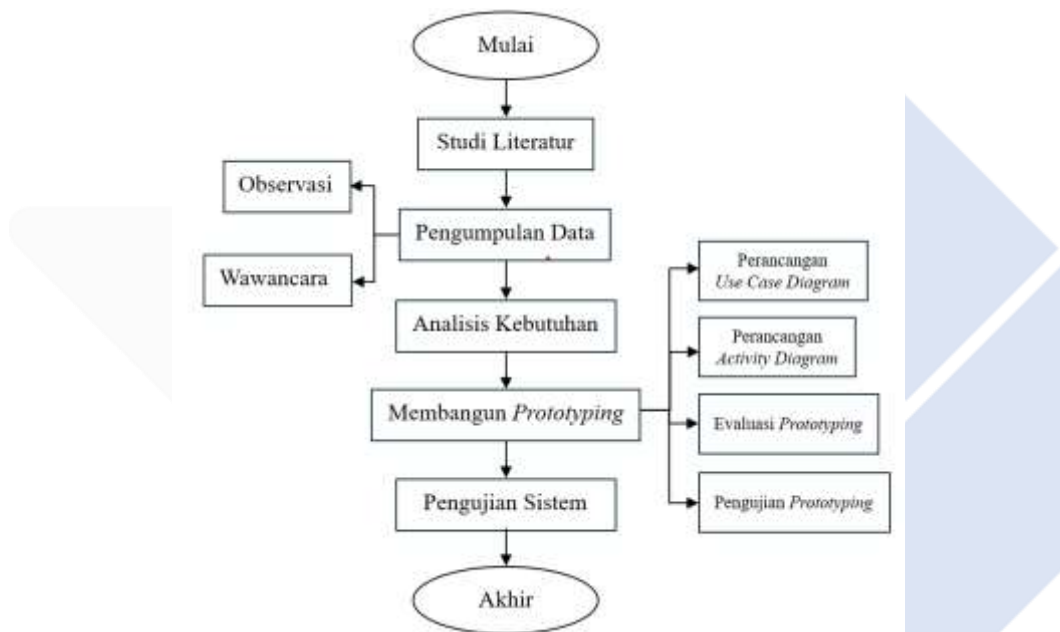 Mulai
Studi Literatur
Observasi
Pengumpulan Data
Wawancara
Perancangan
Use Case Diagram
Analisis Kebutuhan
Perancangan
Activity Diagram
Membangun Prototyping
Evaluasi Prototyping
Pengujian Sistem
Pengujian Prototyping
Akhir